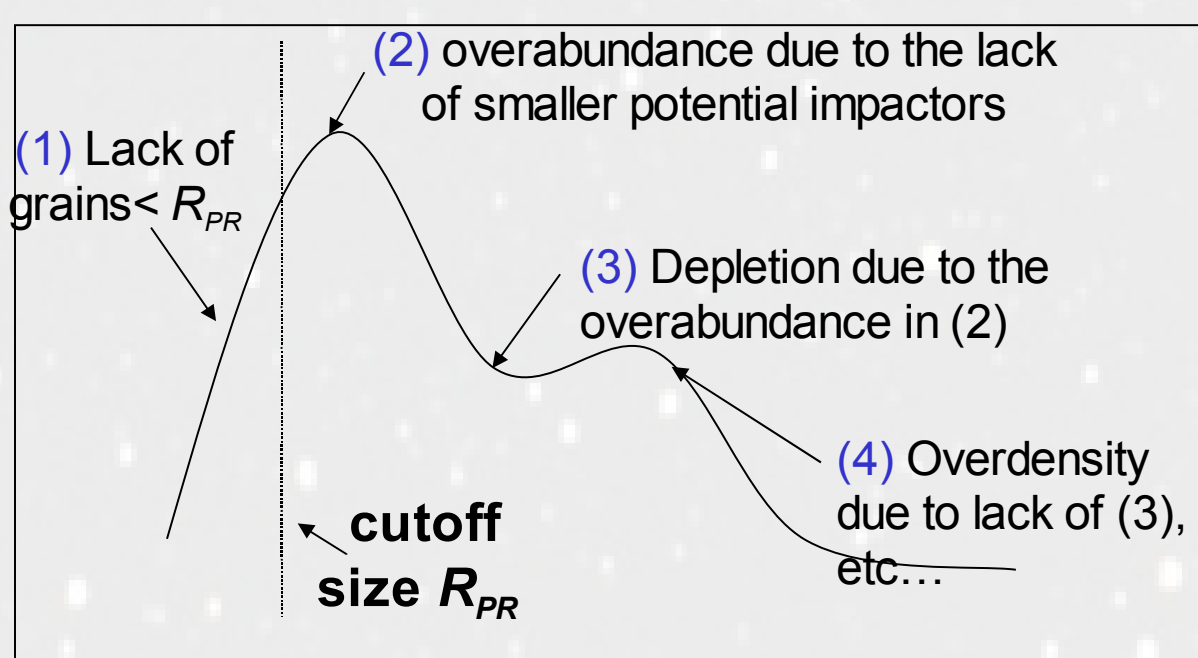 (2) overabundance due to the lack
of smaller potential impactors
(1) Lack of
grains< R_PR
(3) Depletion due to the
overabundance in (2)
(4) Overdensity
due to lack of (3),
etc…
cutoff
size R_PR